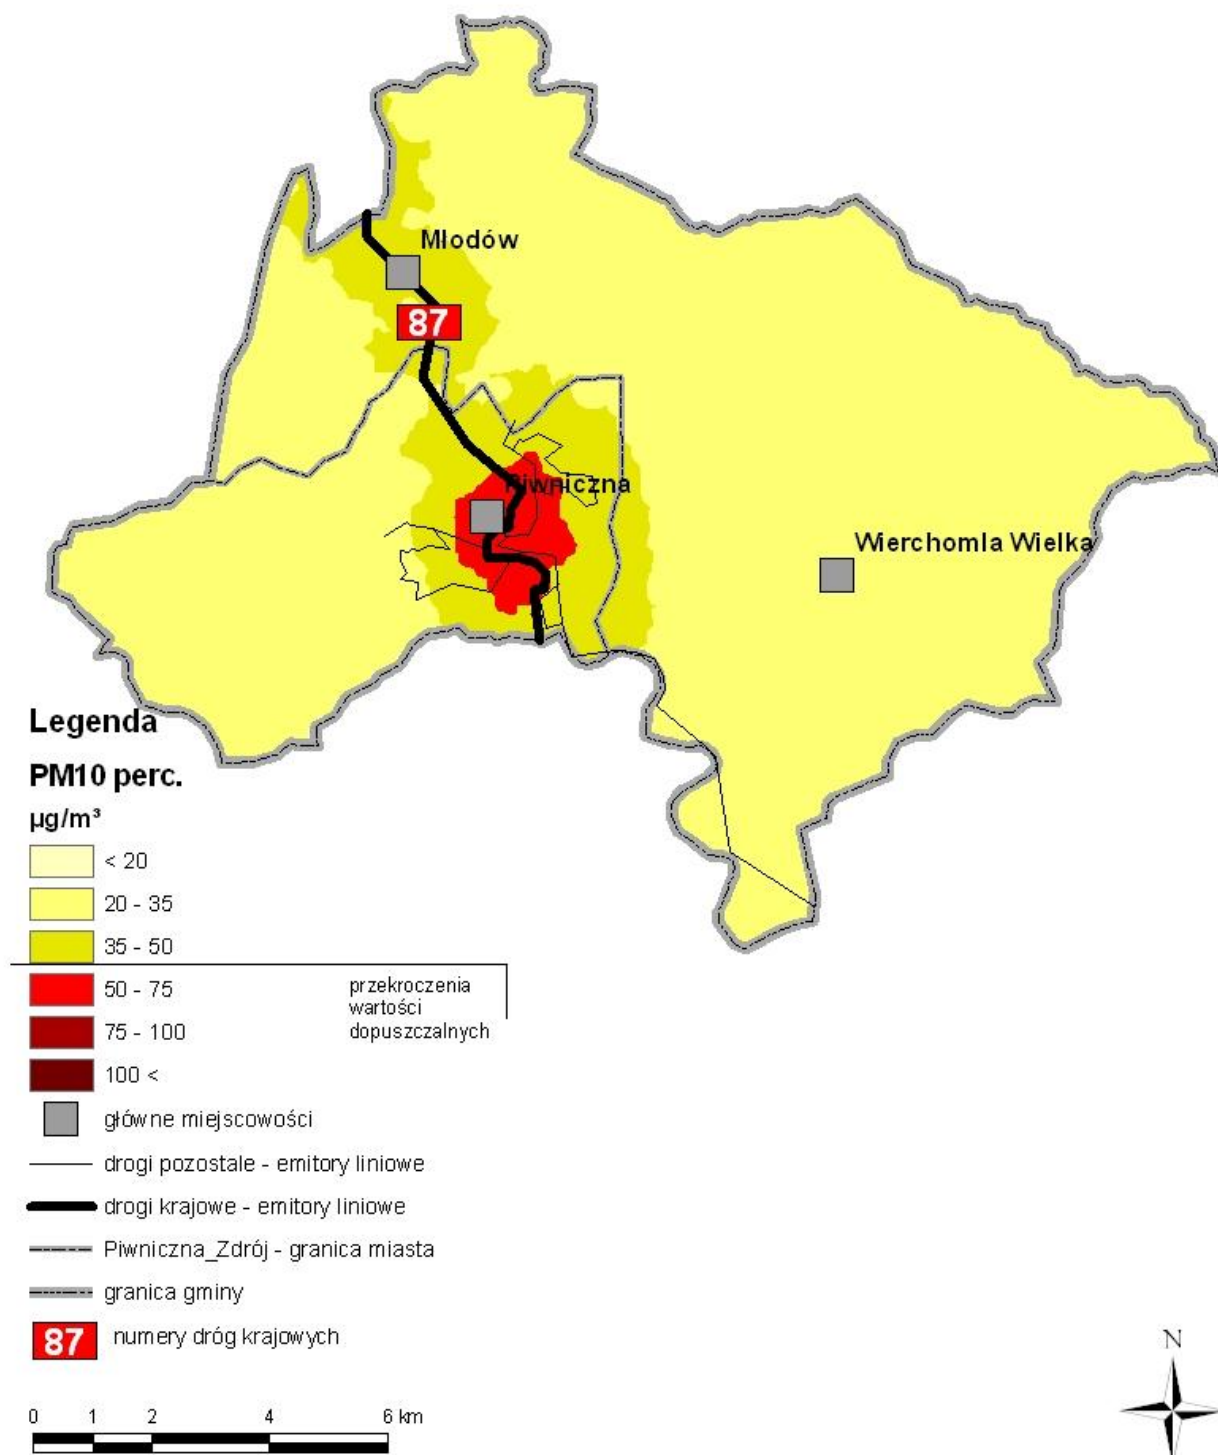 Młodów
87
Piwniczna
Wierchomla Wielka
Legenda
PM10 perc.
µg/m³
< 20
20 - 35
35 - 50
50 - 75
przekroczenia
wartości
dopuszczalnych
75 - 100
100 <
główne miejscowości
drogi pozostałe - emitory liniowe
drogi krajowe - emitory liniowe
Piwniczna_Zdrój - granica miasta
granica gminy
87 numery dróg krajowych
0 1 2 4 6 km
N